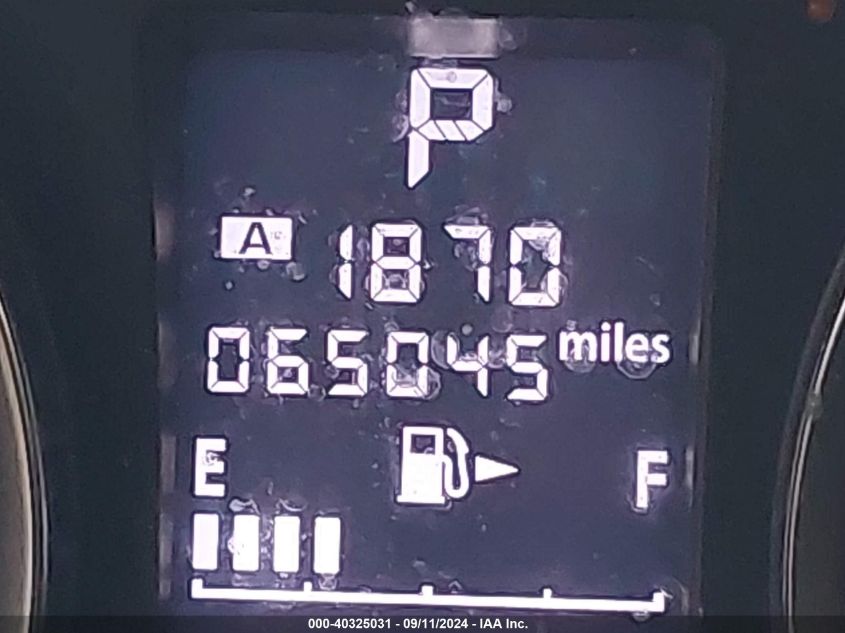 P
A 1870
065045 miles
E F
000-40325031 - 09/11/2024 - IAA Inc.